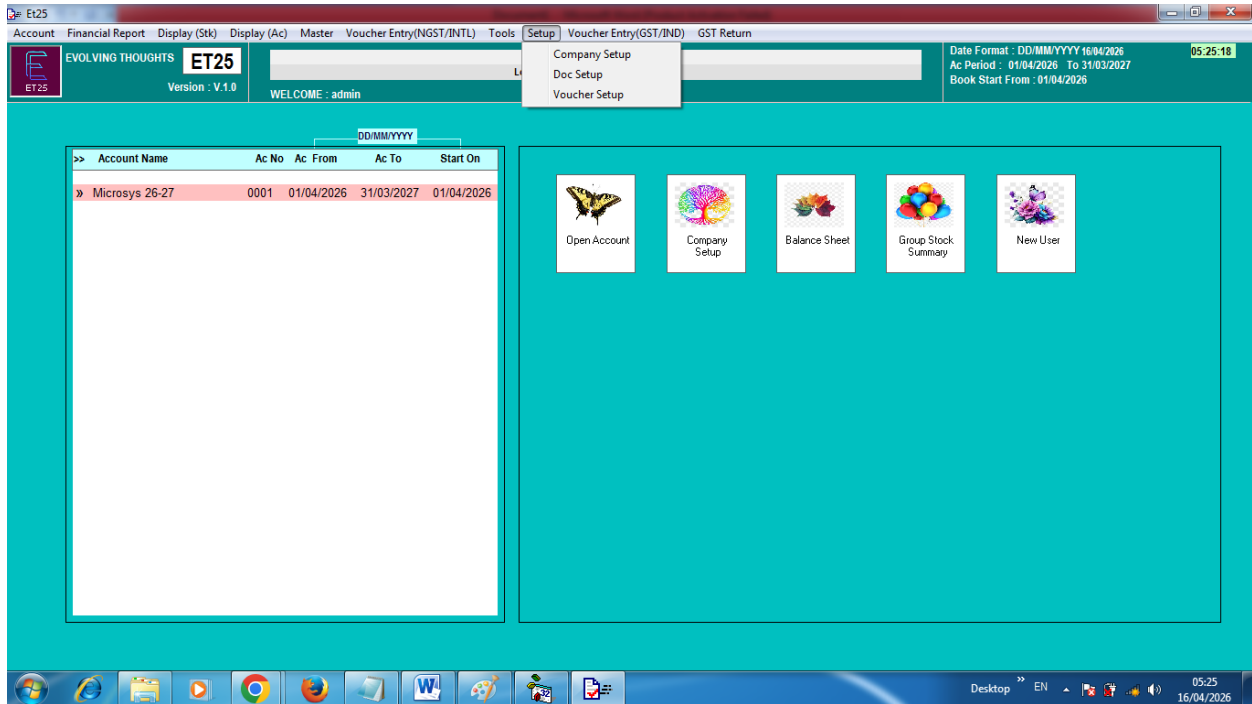 Et25
Account Financial Report Display (Stk) Display (Ac) Master Voucher Entry(NGST/INTL) Tools Setup Voucher Entry(GST/IND) GST Return
Company Setup
Doc Setup
Voucher Setup
ET25
EVOLVING THOUGHTS
ET25
Version : V.1.0
WELCOME : admin
Date Format : DD/MM/YYYY 16/04/2026
Ac Period : 01/04/2026 To 31/03/2027
Book Start From : 01/04/2026
05:25:18
DD/MM/YYYY
>> Account Name Ac No Ac From Ac To Start On
» Microsys 26-27 0001 01/04/2026 31/03/2027 01/04/2026
Open Account
Company
Setup
Balance Sheet
Group Stock
Summary
New User
Desktop » EN
05:25
16/04/2026